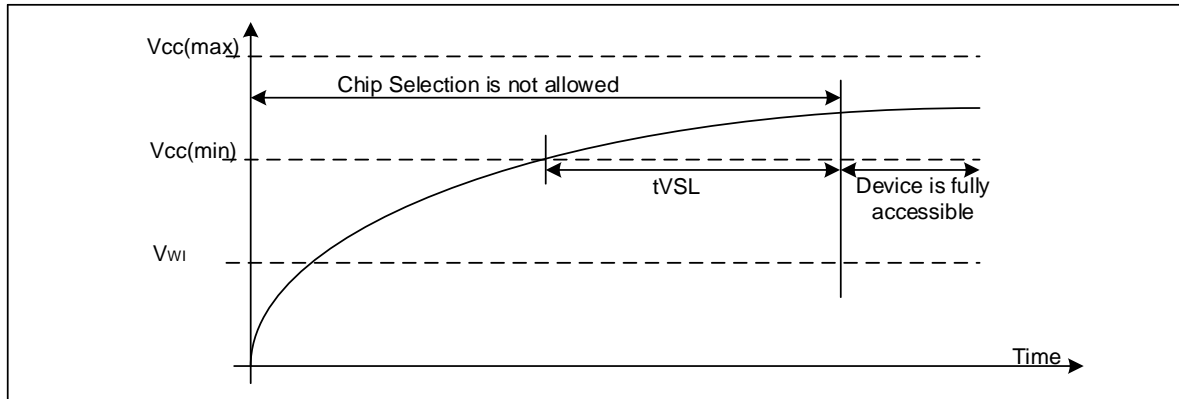 Vcc(max)
Chip Selection is not allowed
Vcc(min)
tVSL
Device is fully
accessible
VWI
Time